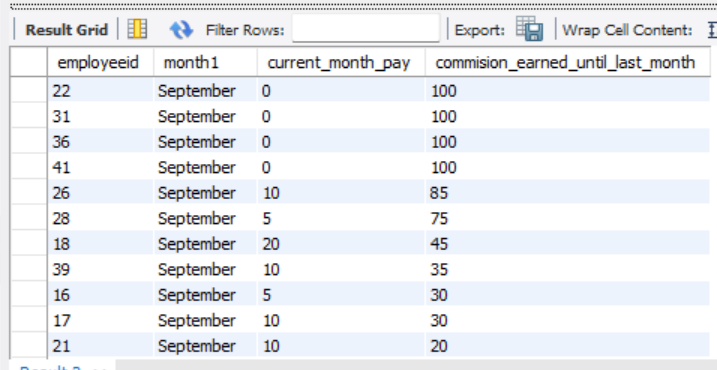 Result Grid Filter Rows: Export: Wrap Cell Content:
employeeid month1 current_month_pay commision_earned_until_last_month
22 September 0 100
31 September 0 100
36 September 0 100
41 September 0 100
26 September 10 85
28 September 5 75
18 September 20 45
39 September 10 35
16 September 5 30
17 September 10 30
21 September 10 20